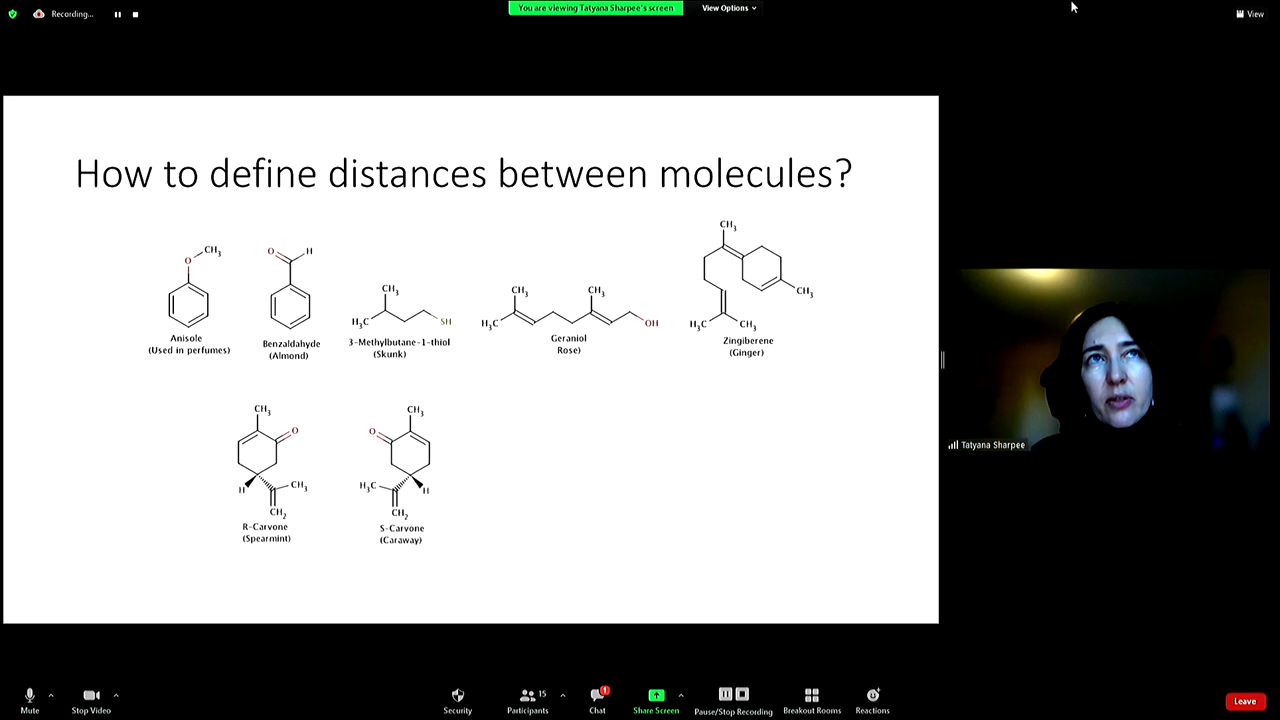 Recording...
You are viewing Tatyana Sharpee's screen
View Options
View
How to define distances between molecules?
O
CH3
Anisole
(Used in perfumes)
O
H
Benzaldahyde
(Almond)
CH3
H3C
SH
3-Methylbutane-1-thiol
(Skunk)
CH3
CH3
H3C
OH
Geraniol
Rose)
CH3
CH3
H3C
CH3
Zingiberene
(Ginger)
CH3
O
H
CH3
CH2
R-Carvone
(Spearmint)
CH3
O
H3C
H
CH2
S-Carvone
(Caraway)
Tatyana Sharpee
Mute
Stop Video
Security
15
Participants
1
Chat
Share Screen
Pause/Stop Recording
Breakout Rooms
Reactions
Leave